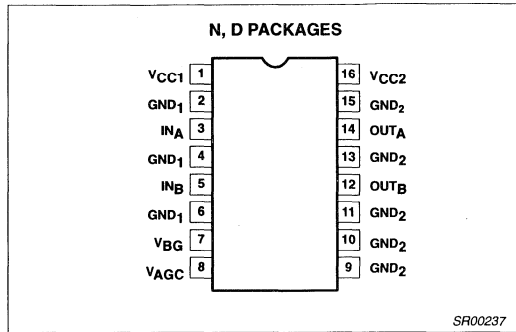 N, D PACKAGES
VCC1 1 16 VCC2
GND1 2 15 GND2
INA 3 14 OUTA
GND1 4 13 GND2
INB 5 12 OUTB
GND1 6 11 GND2
VBG 7 10 GND2
VAGC 8 9 GND2
SR00237